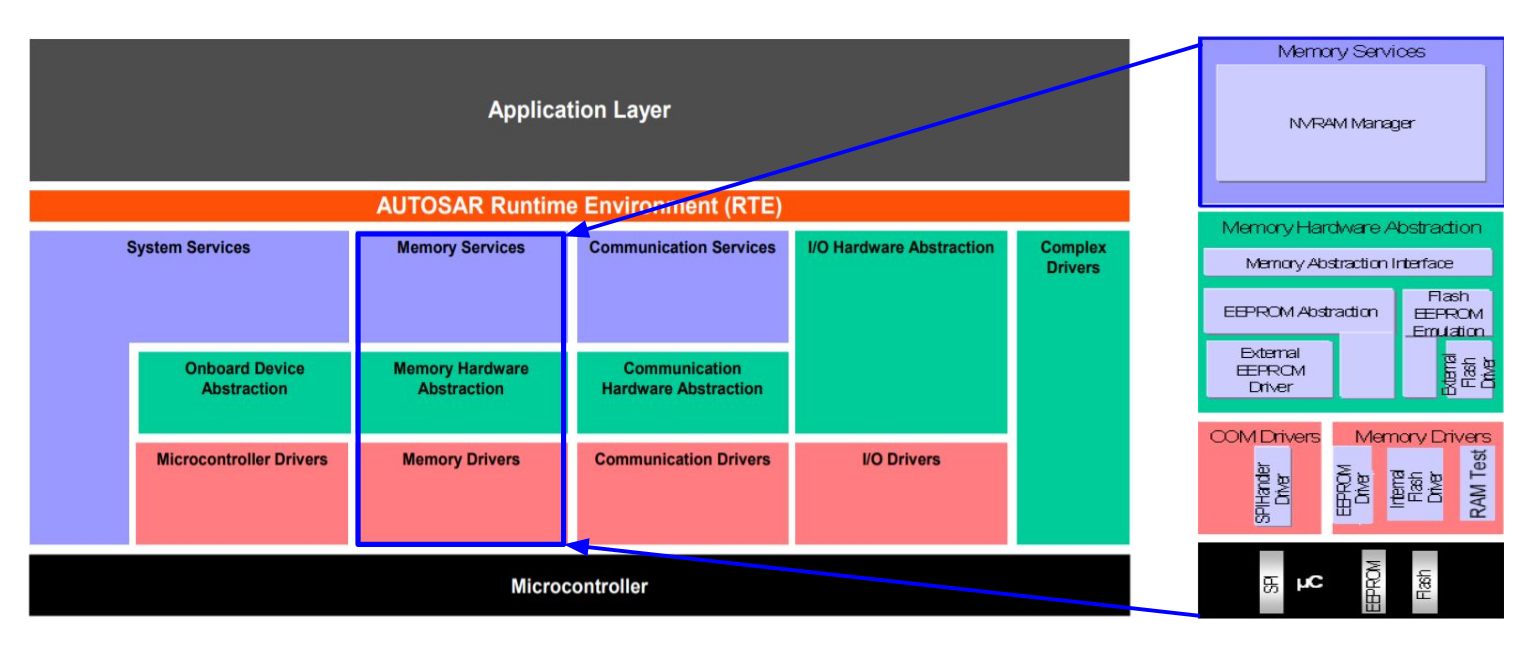 Application Layer
AUTOSAR Runtime Environment (RTE)
System Services
Memory Services
Communication Services
I/O Hardware Abstraction
Complex
Drivers
Onboard Device
Abstraction
Memory Hardware
Abstraction
Communication
Hardware Abstraction
Microcontroller Drivers
Memory Drivers
Communication Drivers
I/O Drivers
Microcontroller
Memory Services
NVRAM Manager
Memory Hardware Abstraction
Memory Abstraction Interface
EEPROM Abstraction
Flash
EEPROM
Emulation
External
EEPROM
Driver
External
Flash
Driver
COM Drivers
Memory Drivers
SPIHandler
Driver
EEPROM
Driver
Internal
Flash
Driver
RAM Test
SPI
µC
EEPROM
Flash